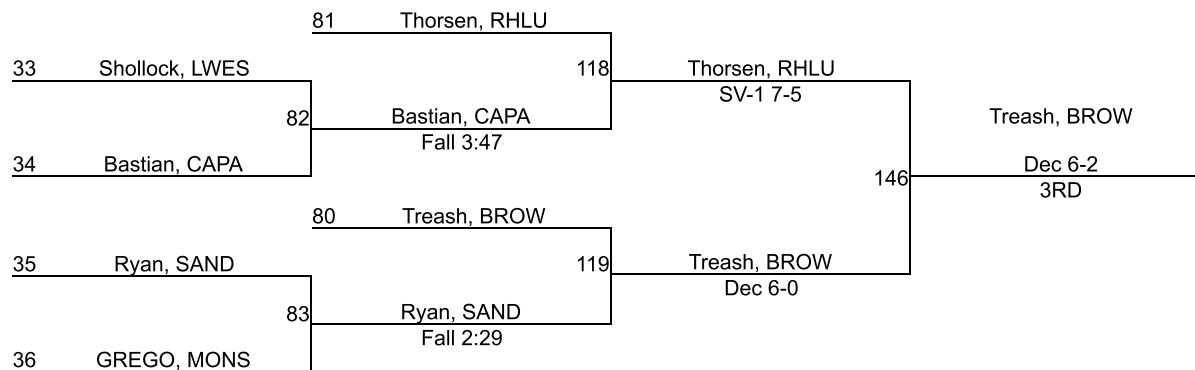 81 Thorsen, RHLU
33 Shollock, LWES
118 Thorsen, RHLU
SV-1 7-5
82 Bastian, CAPA
Fall 3:47
Treash, BROW
34 Bastian, CAPA
Dec 6-2
146
3RD
80 Treash, BROW
35 Ryan, SAND
119 Treash, BROW
Dec 6-0
83 Ryan, SAND
Fall 2:29
36 GREGO, MONS